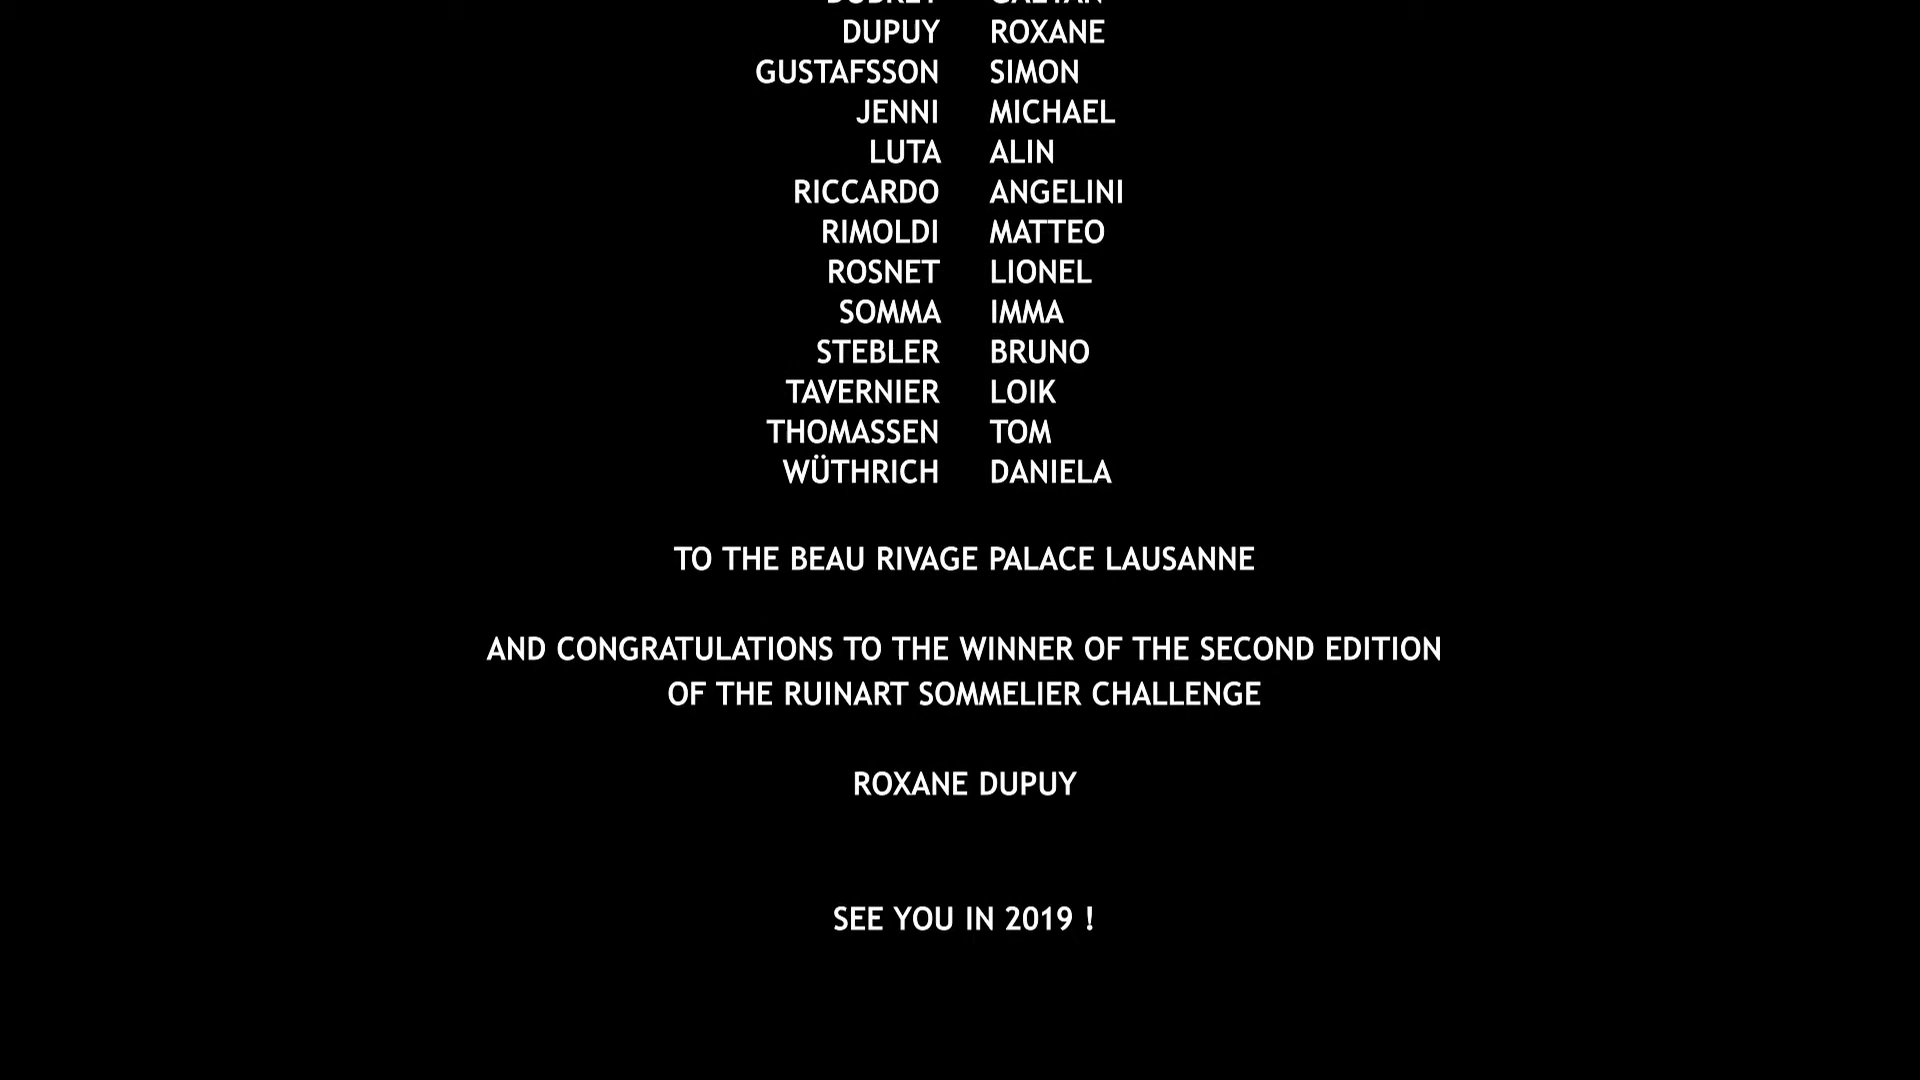 DUPUY ROXANE
GUSTAFSSON SIMON
JENNI MICHAEL
LUTA ALIN
RICCARDO ANGELINI
RIMOLDI MATTEO
ROSNET LIONEL
SOMMA IMMA
STEBLER BRUNO
TAVERNIER LOIK
THOMASSEN TOM
WÜTHRICH DANIELA
TO THE BEAU RIVAGE PALACE LAUSANNE
AND CONGRATULATIONS TO THE WINNER OF THE SECOND EDITION
OF THE RUINART SOMMELIER CHALLENGE
ROXANE DUPUY
SEE YOU IN 2019 !